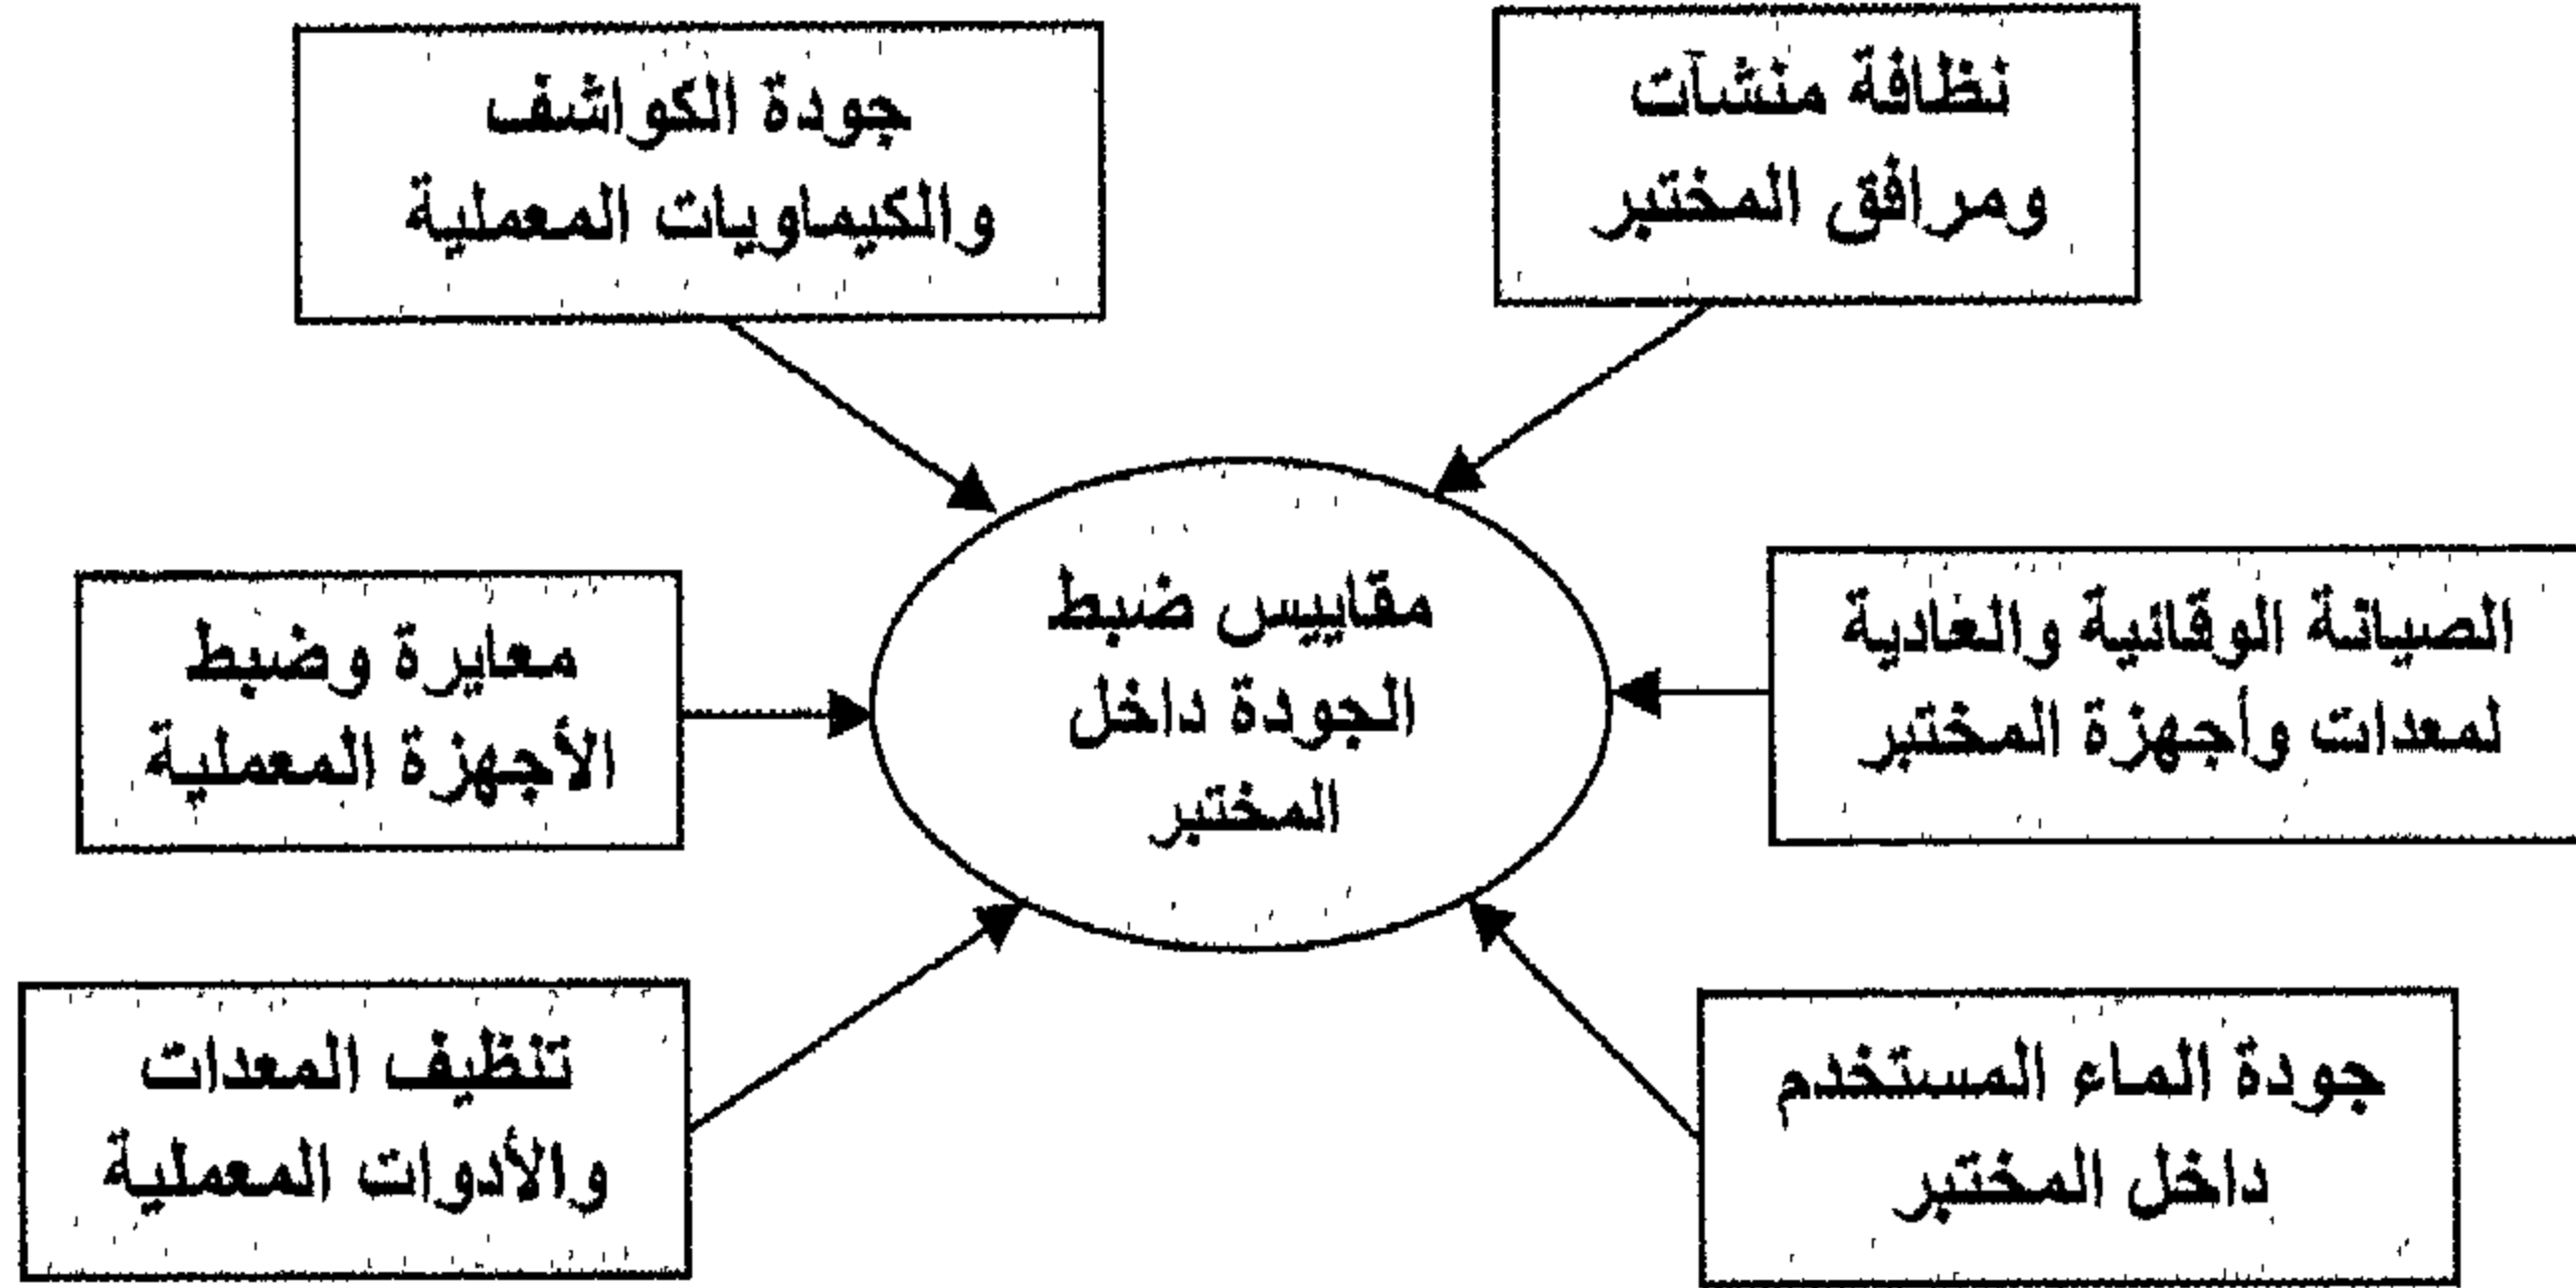 نظافة منشآت
ومرافق المختبر
جودة الكواشف
والكيماويات المعملية
الصيانة الوقائية والعادية
لمعدات وأجهزة المختبر
مقاييس ضبط
الجودة داخل
المختبر
معايرة وضبط
الأجهزة المعملية
جودة الماء المستخدم
داخل المختبر
تنظيف المعدات
والأدوات المعملية